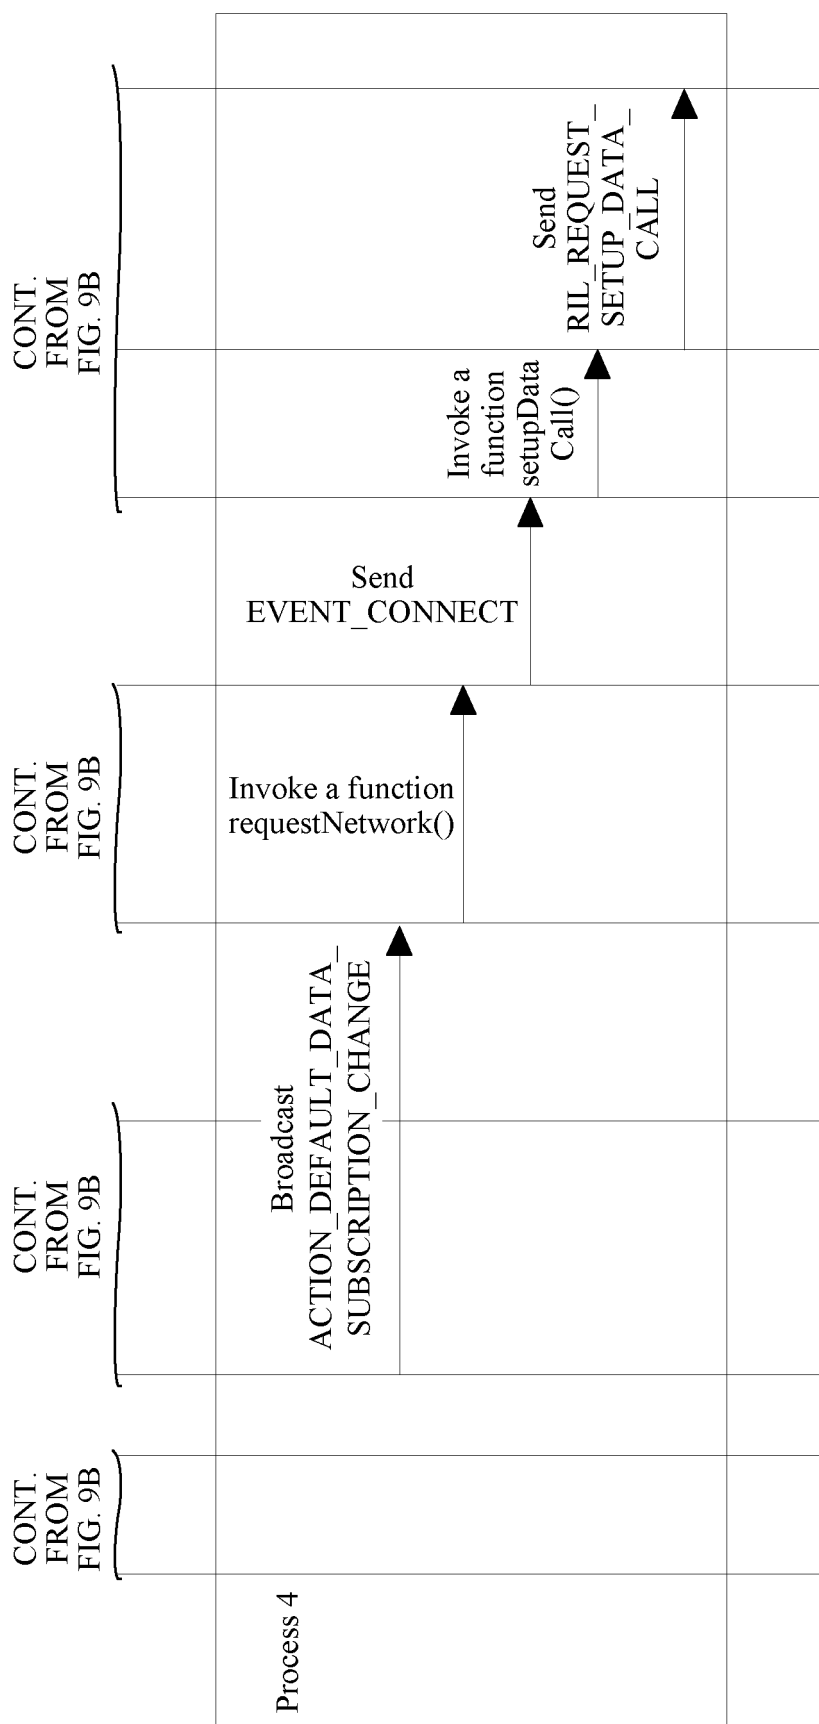 CONT.
FROM
FIG. 9B
CONT.
FROM
FIG. 9B
CONT.
FROM
FIG. 9B
CONT.
FROM
FIG. 9B
Process 4
Broadcast
ACTION_DEFAULT_DATA_
SUBSCRIPTION_CHANGE
Invoke a function
requestNetwork()
Send
EVENT_CONNECT
Invoke a
function
setupData
Call()
Send
RIL_REQUEST_
SETUP_DATA_
CALL